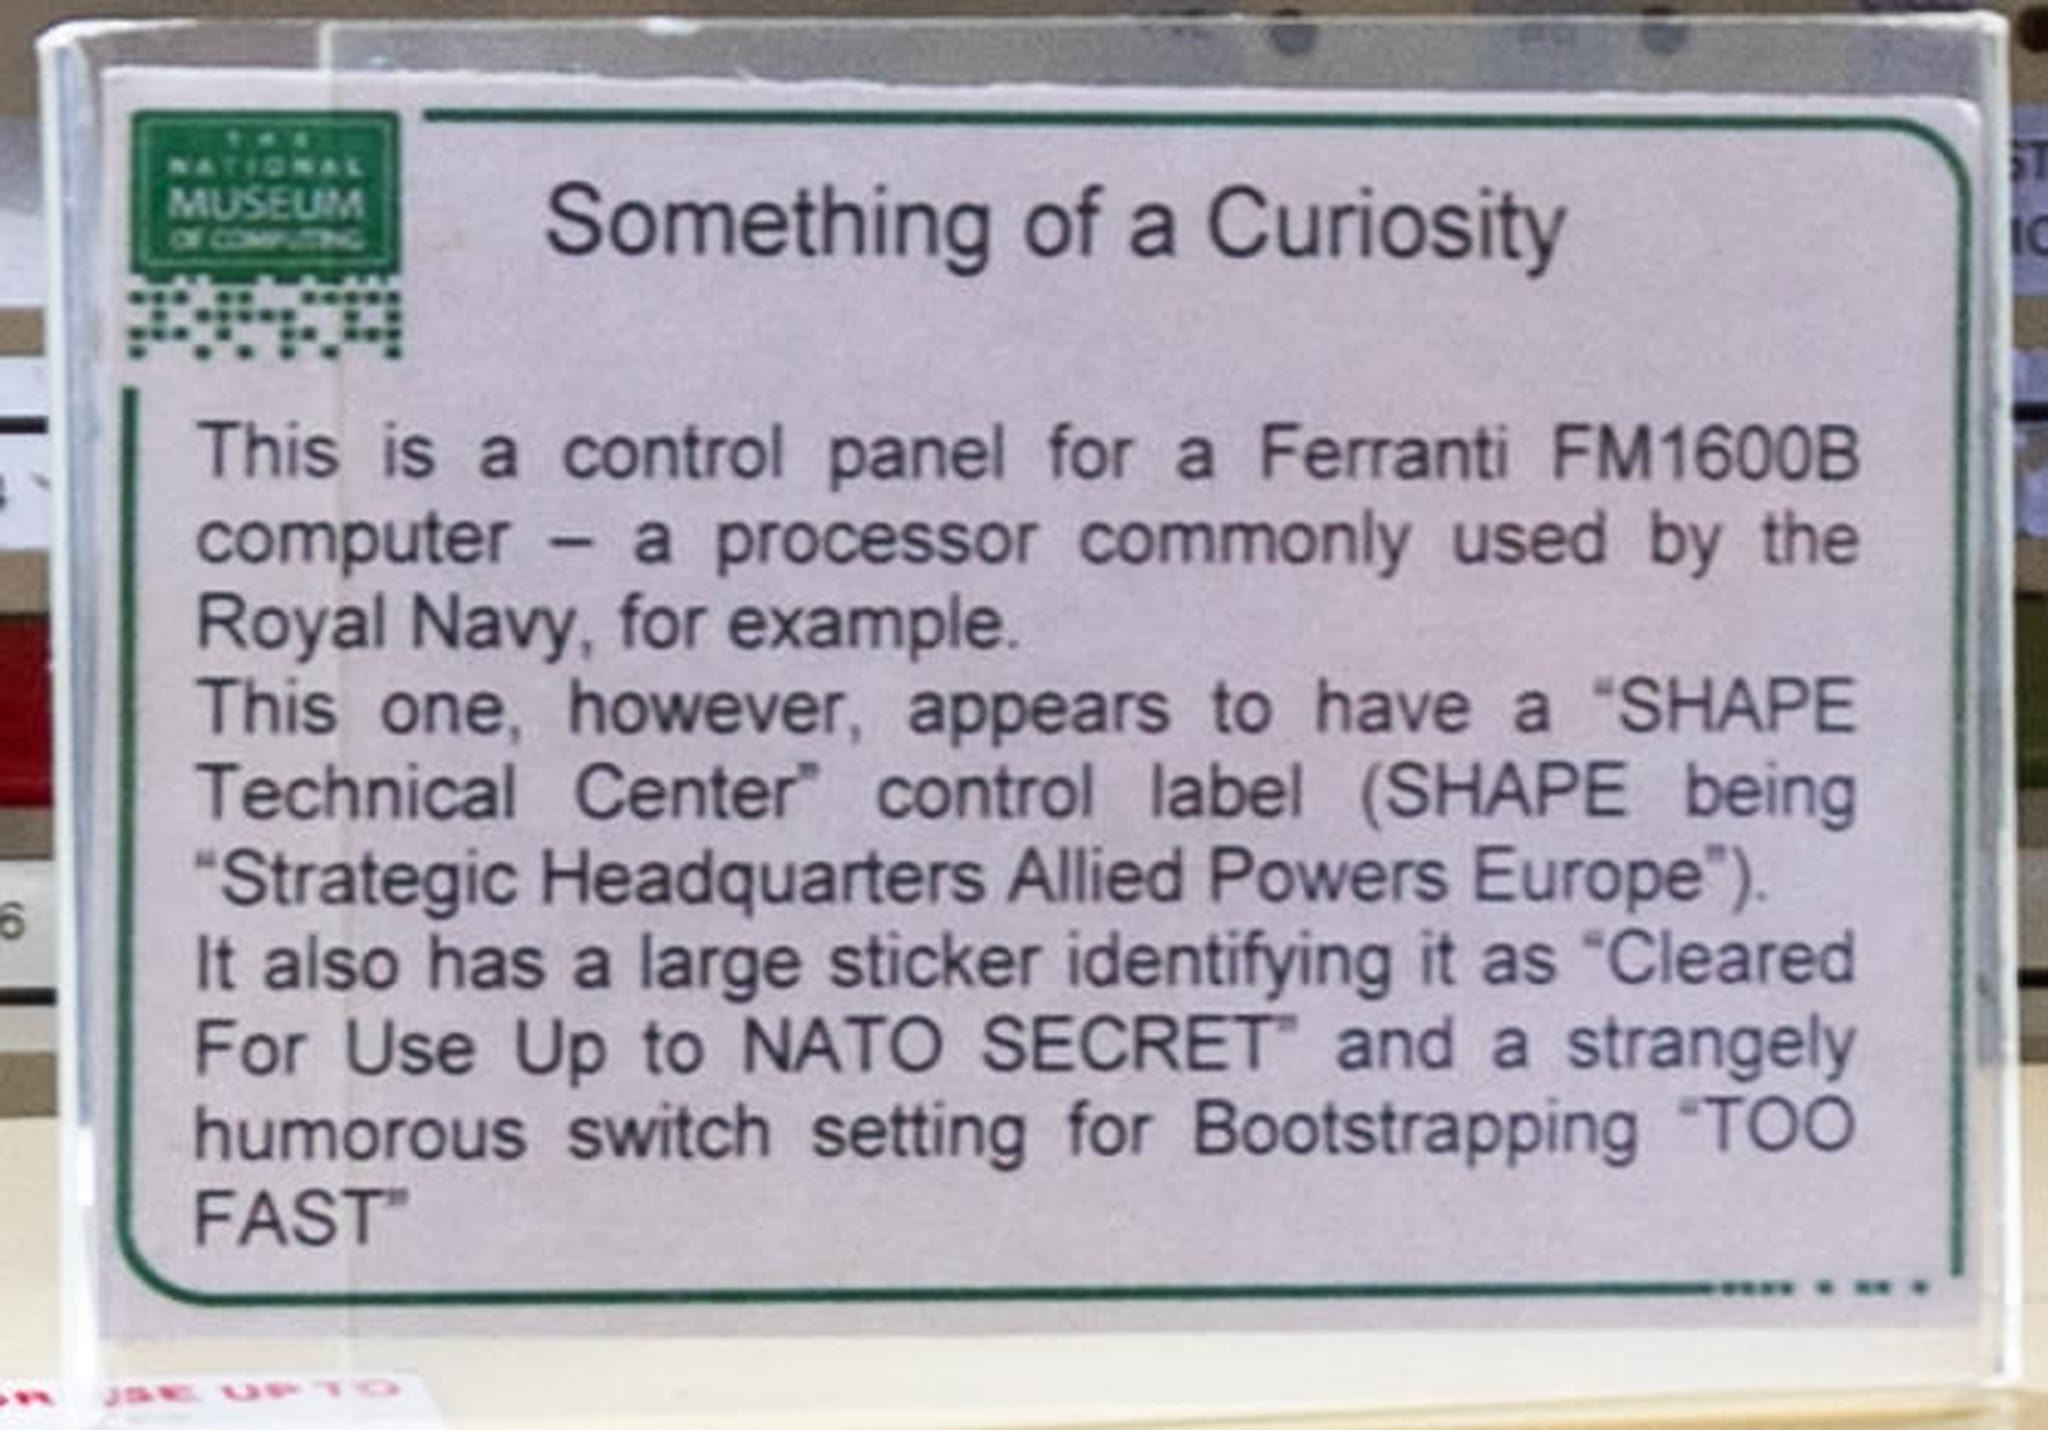 THE
NATIONAL
MUSEUM
OF COMPUTING
Something of a Curiosity
This is a control panel for a Ferranti FM1600B
computer – a processor commonly used by the
Royal Navy, for example.
This one, however, appears to have a “SHAPE
Technical Center” control label (SHAPE being
“Strategic Headquarters Allied Powers Europe”).
It also has a large sticker identifying it as “Cleared
For Use Up to NATO SECRET” and a strangely
humorous switch setting for Bootstrapping “TOO
FAST”
6
USE UP TO